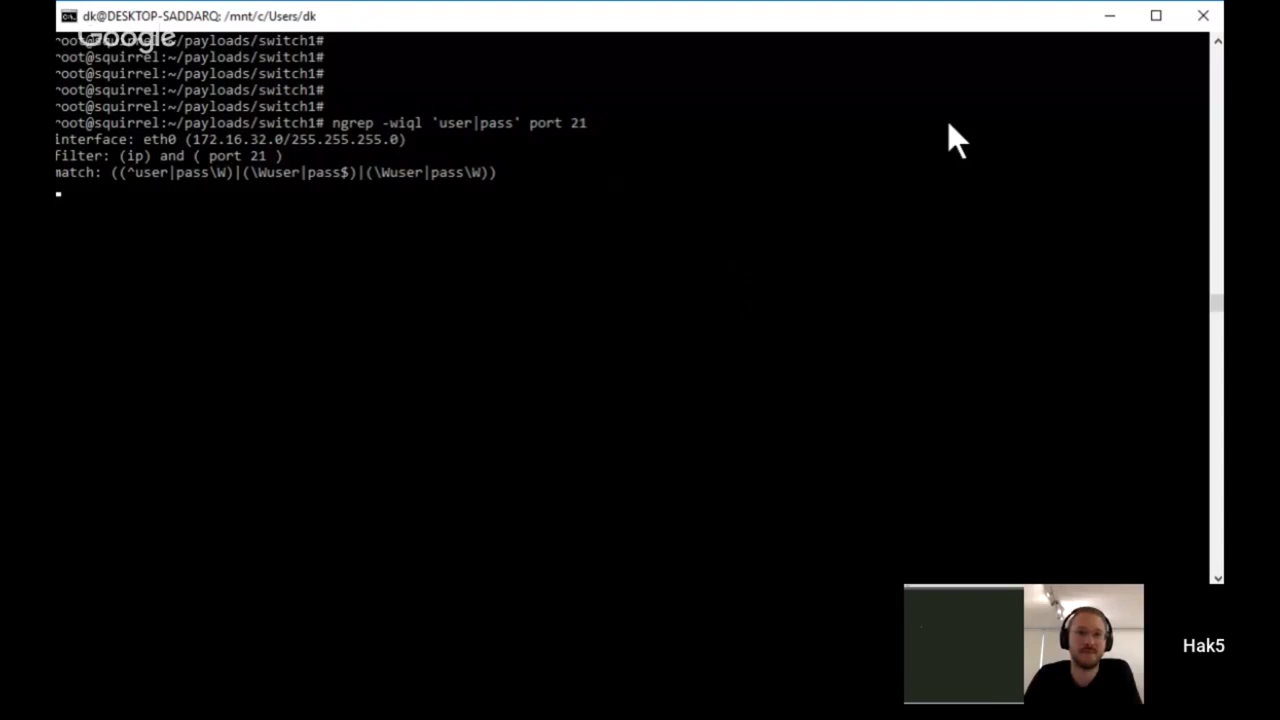 dk@DESKTOP-SADDARQ: /mnt/c/Users/dk
Google
root@squirrel:~/payloads/switch1#
root@squirrel:~/payloads/switch1#
root@squirrel:~/payloads/switch1#
root@squirrel:~/payloads/switch1#
root@squirrel:~/payloads/switch1#
root@squirrel:~/payloads/switch1# ngrep -wiql 'user|pass' port 21
interface: eth0 (172.16.32.0/255.255.255.0)
filter: (ip) and ( port 21 )
match: ((^user|pass\W)|(\Wuser|pass$)|(\Wuser|pass\W))
Hak5